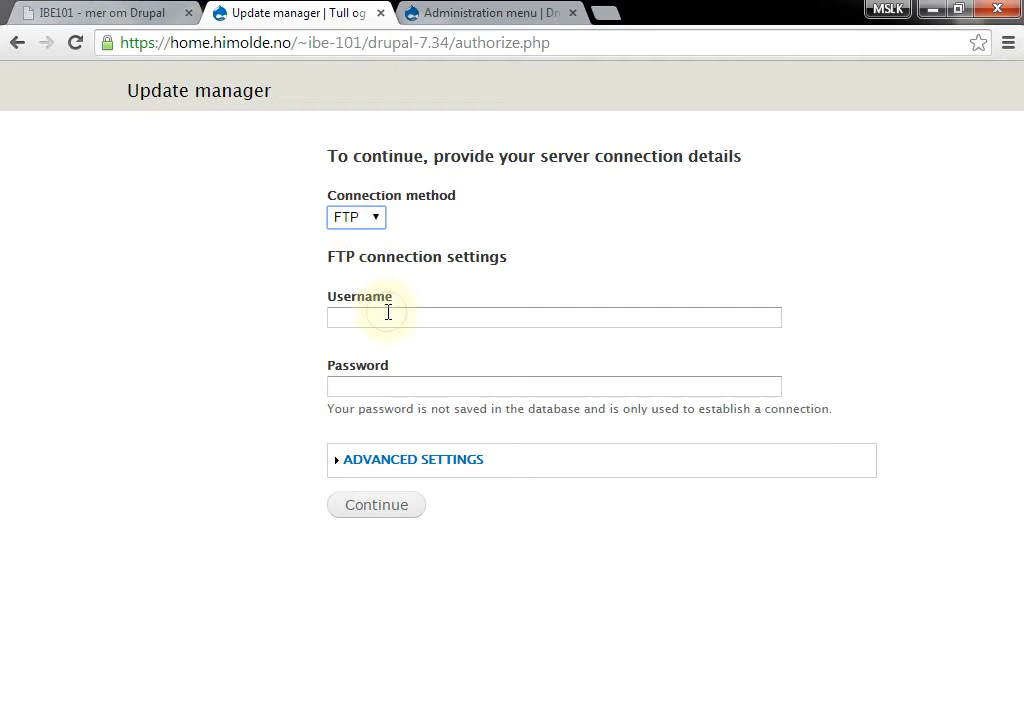 IBE101 - mer om Drupal
Update manager | Tull og
Administration menu | Dr
MSLK
https://home.himolde.no/~ibe-101/drupal-7.34/authorize.php
Update manager
To continue, provide your server connection details
Connection method
FTP
FTP connection settings
Username
Password
Your password is not saved in the database and is only used to establish a connection.
ADVANCED SETTINGS
Continue